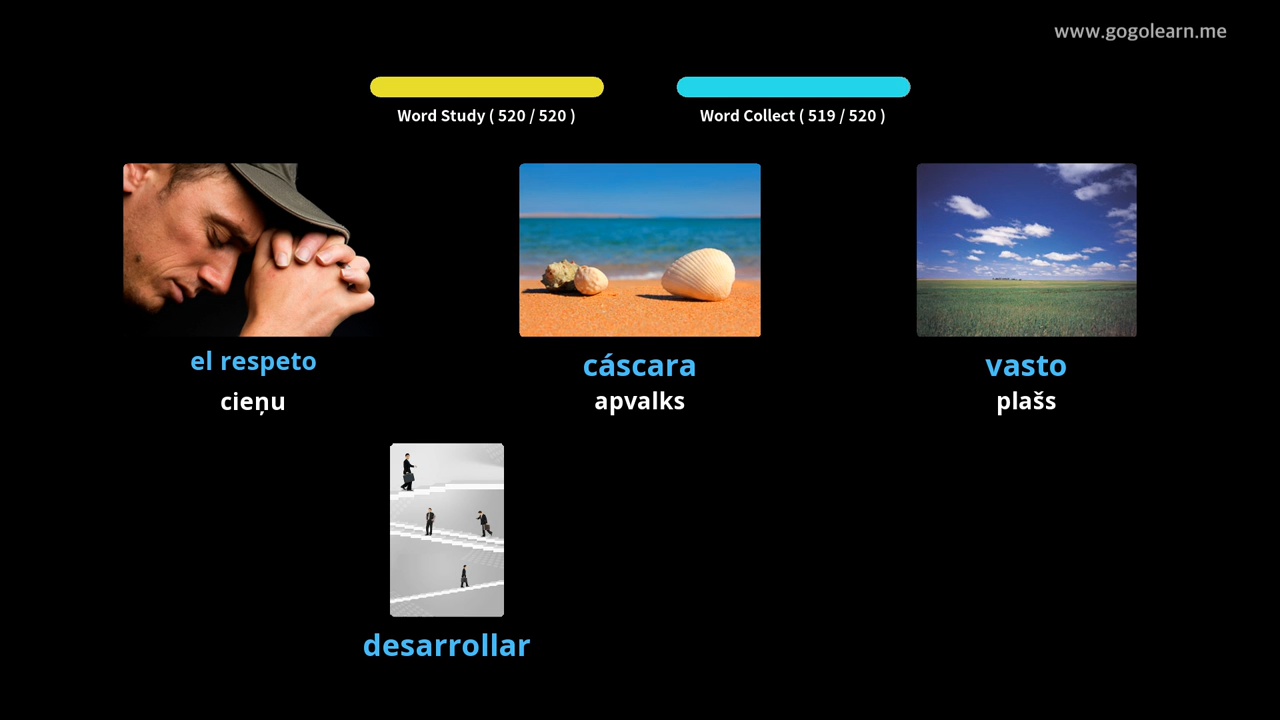 www.gogolearn.me
Word Study ( 520 / 520 )
Word Collect ( 519 / 520 )
el respeto
cieņu
cáscara
apvalks
vasto
plašs
desarrollar